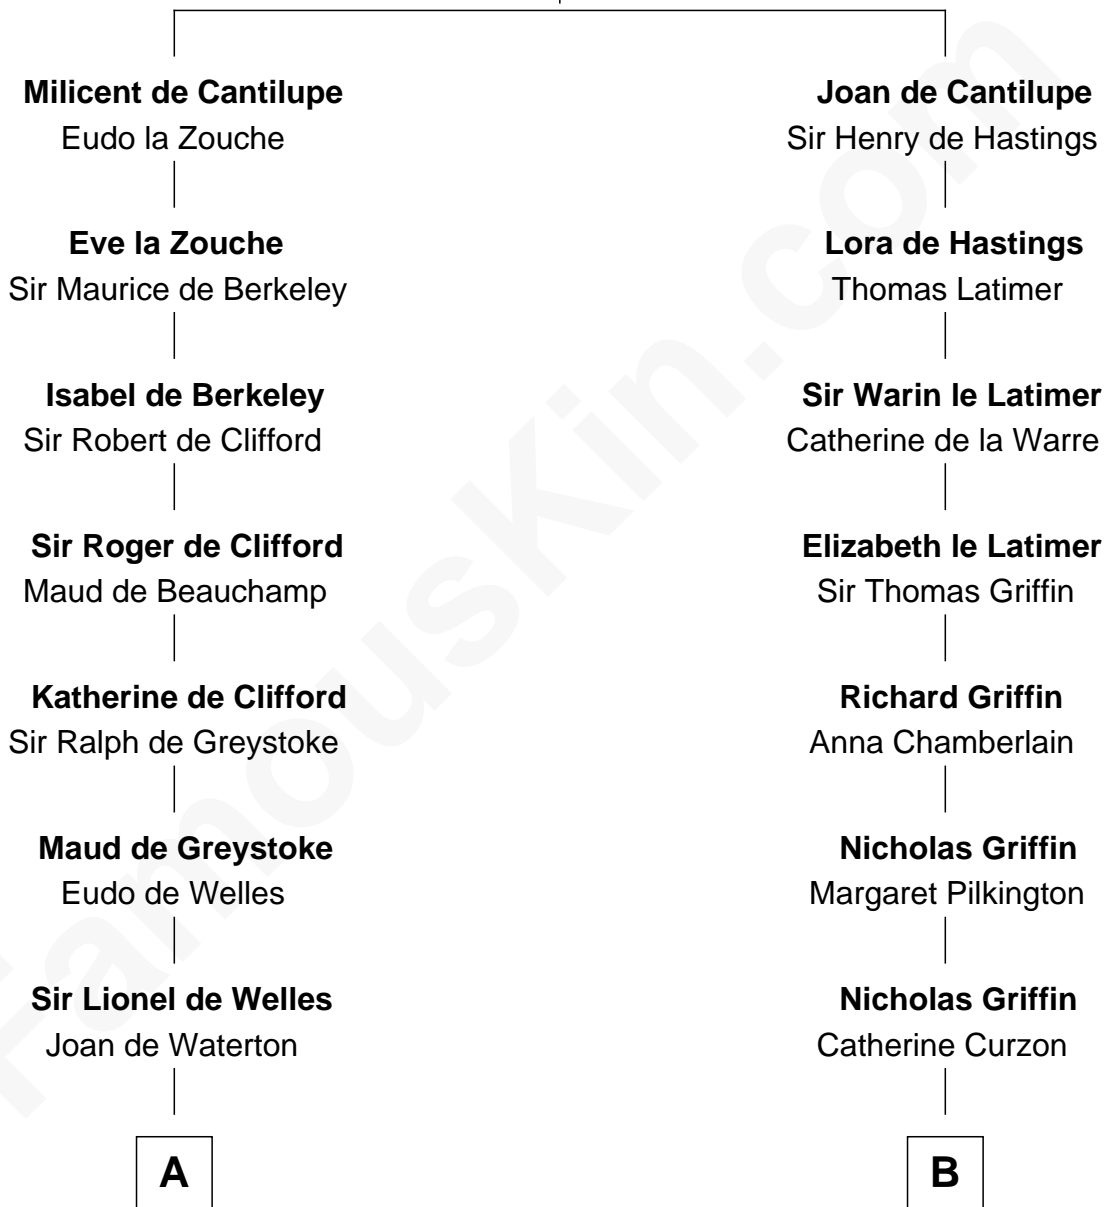 Milicent de Cantilupe
Eudo la Zouche
Eve la Zouche
Sir Maurice de Berkeley
Isabel de Berkeley
Sir Robert de Clifford
Sir Roger de Clifford
Maud de Beauchamp
Katherine de Clifford
Sir Ralph de Greystoke
Maud de Greystoke
Eudo de Welles
Sir Lionel de Welles
Joan de Waterton
A
Joan de Cantilupe
Sir Henry de Hastings
Lora de Hastings
Thomas Latimer
Sir Warin le Latimer
Catherine de la Warre
Elizabeth le Latimer
Sir Thomas Griffin
Richard Griffin
Anna Chamberlain
Nicholas Griffin
Margaret Pilkington
Nicholas Griffin
Catherine Curzon
B
FamousKin.com